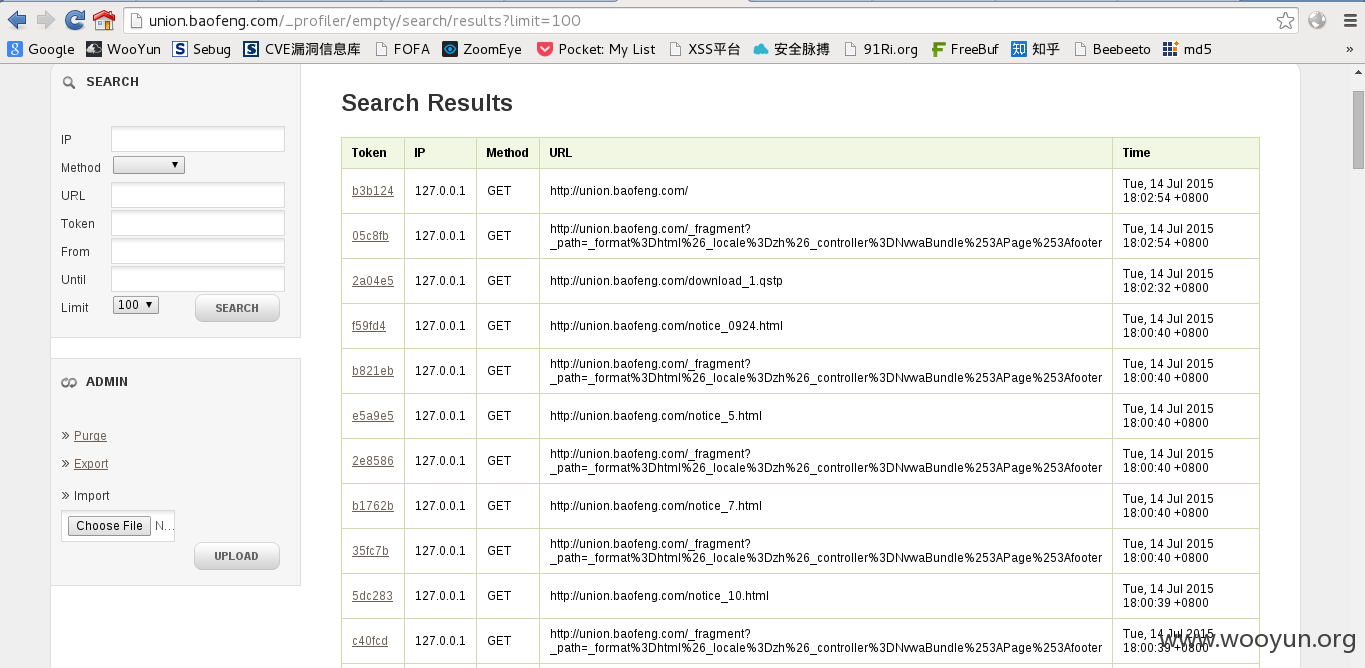 union.baofeng.com/_profiler/empty/search/results?limit=100
Google WooYun Sebug CVE漏洞信息库 FOFA ZoomEye Pocket: My List XSS平台 安全脉搏 91Ri.org FreeBuf 知乎 Beebeeto md5 »
SEARCH
IP
Method
URL
Token
From
Until
Limit 100 SEARCH
ADMIN
» Purge
» Export
» Import
Choose File N...
UPLOAD
Search Results
Token IP Method URL Time
b3b124 127.0.0.1 GET http://union.baofeng.com/ Tue, 14 Jul 2015
18:02:54 +0800
05c8fb 127.0.0.1 GET http://union.baofeng.com/_fragment?
_path=_format%3Dhtml%26_locale%3Dzh%26_controller%3DNvwaBundle%253APage%253Afooter Tue, 14 Jul 2015
18:02:54 +0800
2a04e5 127.0.0.1 GET http://union.baofeng.com/download_1.qstp Tue, 14 Jul 2015
18:02:32 +0800
f59fd4 127.0.0.1 GET http://union.baofeng.com/notice_0924.html Tue, 14 Jul 2015
18:00:40 +0800
b821eb 127.0.0.1 GET http://union.baofeng.com/_fragment?
_path=_format%3Dhtml%26_locale%3Dzh%26_controller%3DNvwaBundle%253APage%253Afooter Tue, 14 Jul 2015
18:00:40 +0800
e5a9e5 127.0.0.1 GET http://union.baofeng.com/notice_5.html Tue, 14 Jul 2015
18:00:40 +0800
2e8586 127.0.0.1 GET http://union.baofeng.com/_fragment?
_path=_format%3Dhtml%26_locale%3Dzh%26_controller%3DNvwaBundle%253APage%253Afooter Tue, 14 Jul 2015
18:00:40 +0800
b1762b 127.0.0.1 GET http://union.baofeng.com/notice_7.html Tue, 14 Jul 2015
18:00:40 +0800
35fc7b 127.0.0.1 GET http://union.baofeng.com/_fragment?
_path=_format%3Dhtml%26_locale%3Dzh%26_controller%3DNvwaBundle%253APage%253Afooter Tue, 14 Jul 2015
18:00:40 +0800
5dc283 127.0.0.1 GET http://union.baofeng.com/notice_10.html Tue, 14 Jul 2015
18:00:39 +0800
c40fcd 127.0.0.1 GET http://union.baofeng.com/_fragment?
_path=_format%3Dhtml%26_locale%3Dzh%26_controller%3DNvwaBundle%253APage%253Afooter Tue, 14 Jul 2015
18:00:39 +0800
www.wooyun.org